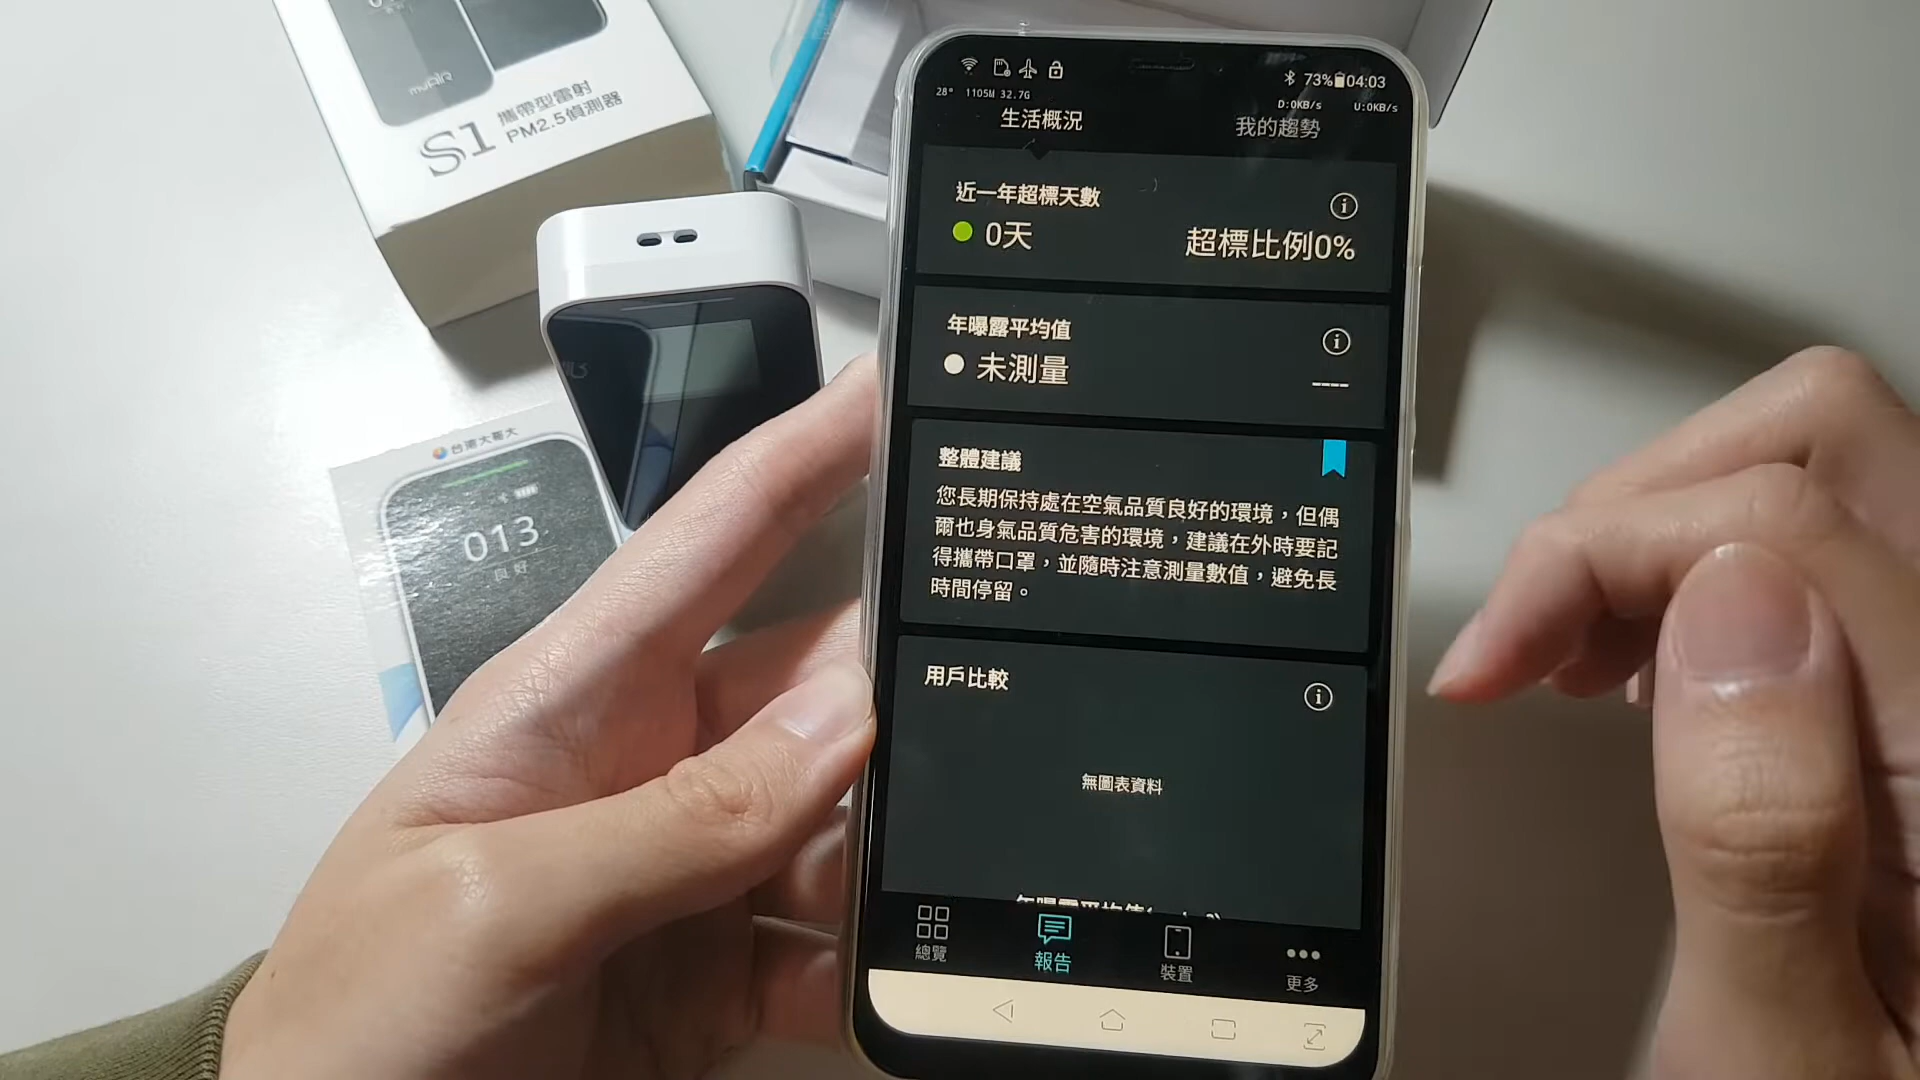 myAir
S1
攜帶型雷射
PM2.5偵測器
台灣大哥大
013
良好
73%
04:03
28° 1105M 32.7G
D:0KB/s
U:0KB/s
生活概況
我的趨勢
近一年超標天數
0天
超標比例0%
年曝露平均值
未測量
----
整體建議
您長期保持處在空氣品質良好的環境，但偶
爾也身氣品質危害的環境，建議在外時要記
得攜帶口罩，並隨時注意測量數值，避免長
時間停留。
用戶比較
無圖表資料
總覽
報告
裝置
更多